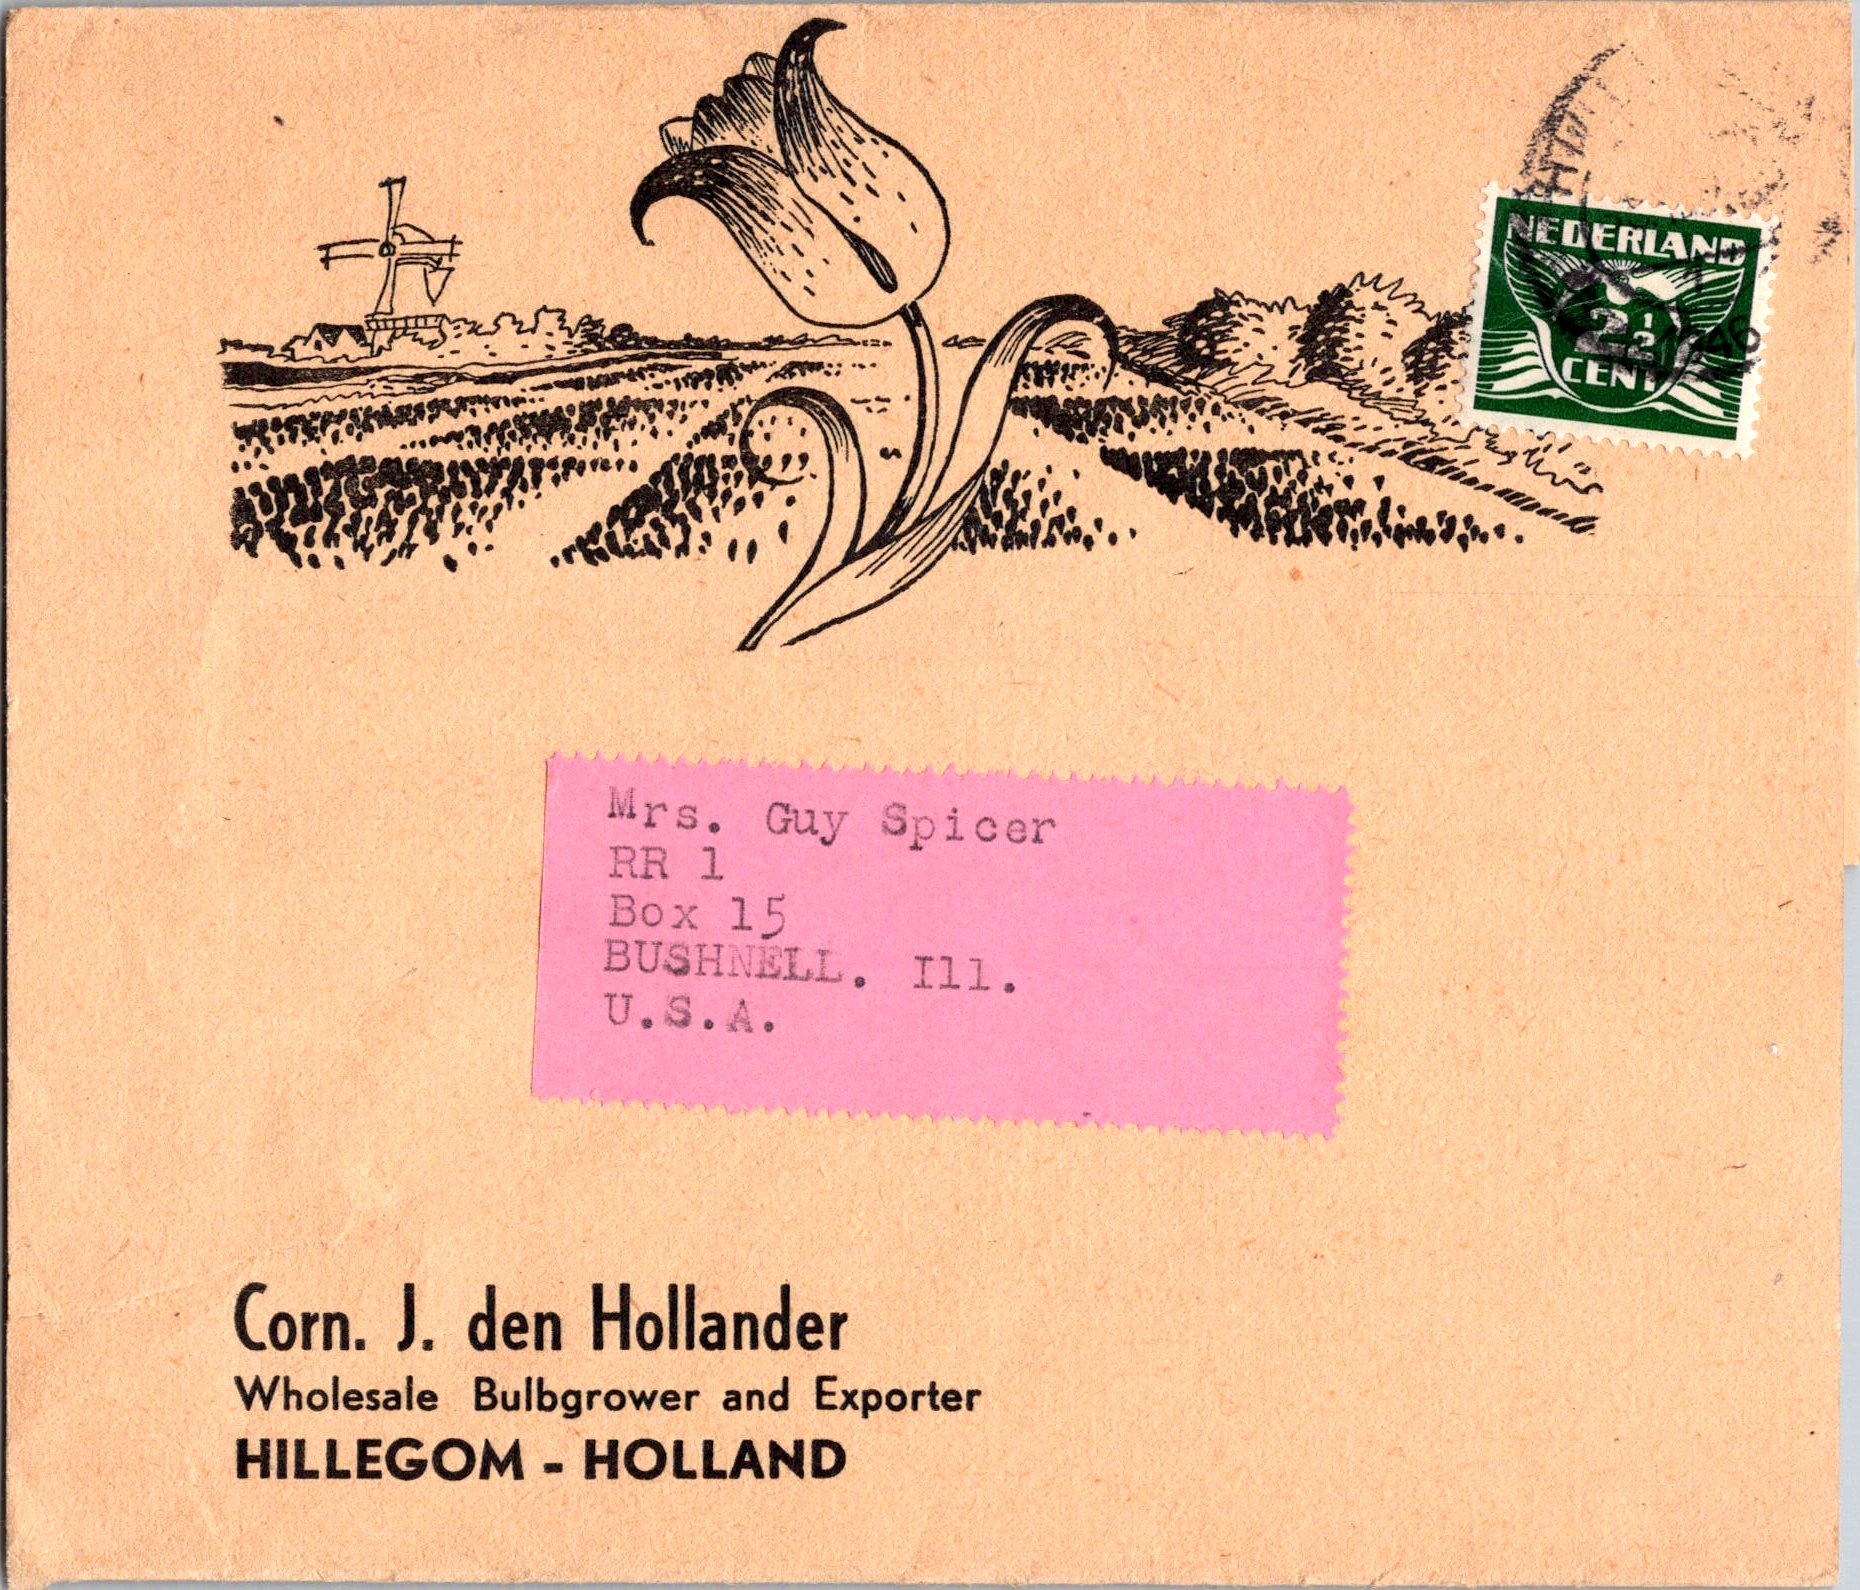 NEDERLAND
2½
CENT
1946
Mrs. Guy Spicer
RR 1
Box 15
BUSHNELL. Ill.
U.S.A.
Corn. J. den Hollander
Wholesale Bulbgrower and Exporter
HILLEGOM - HOLLAND